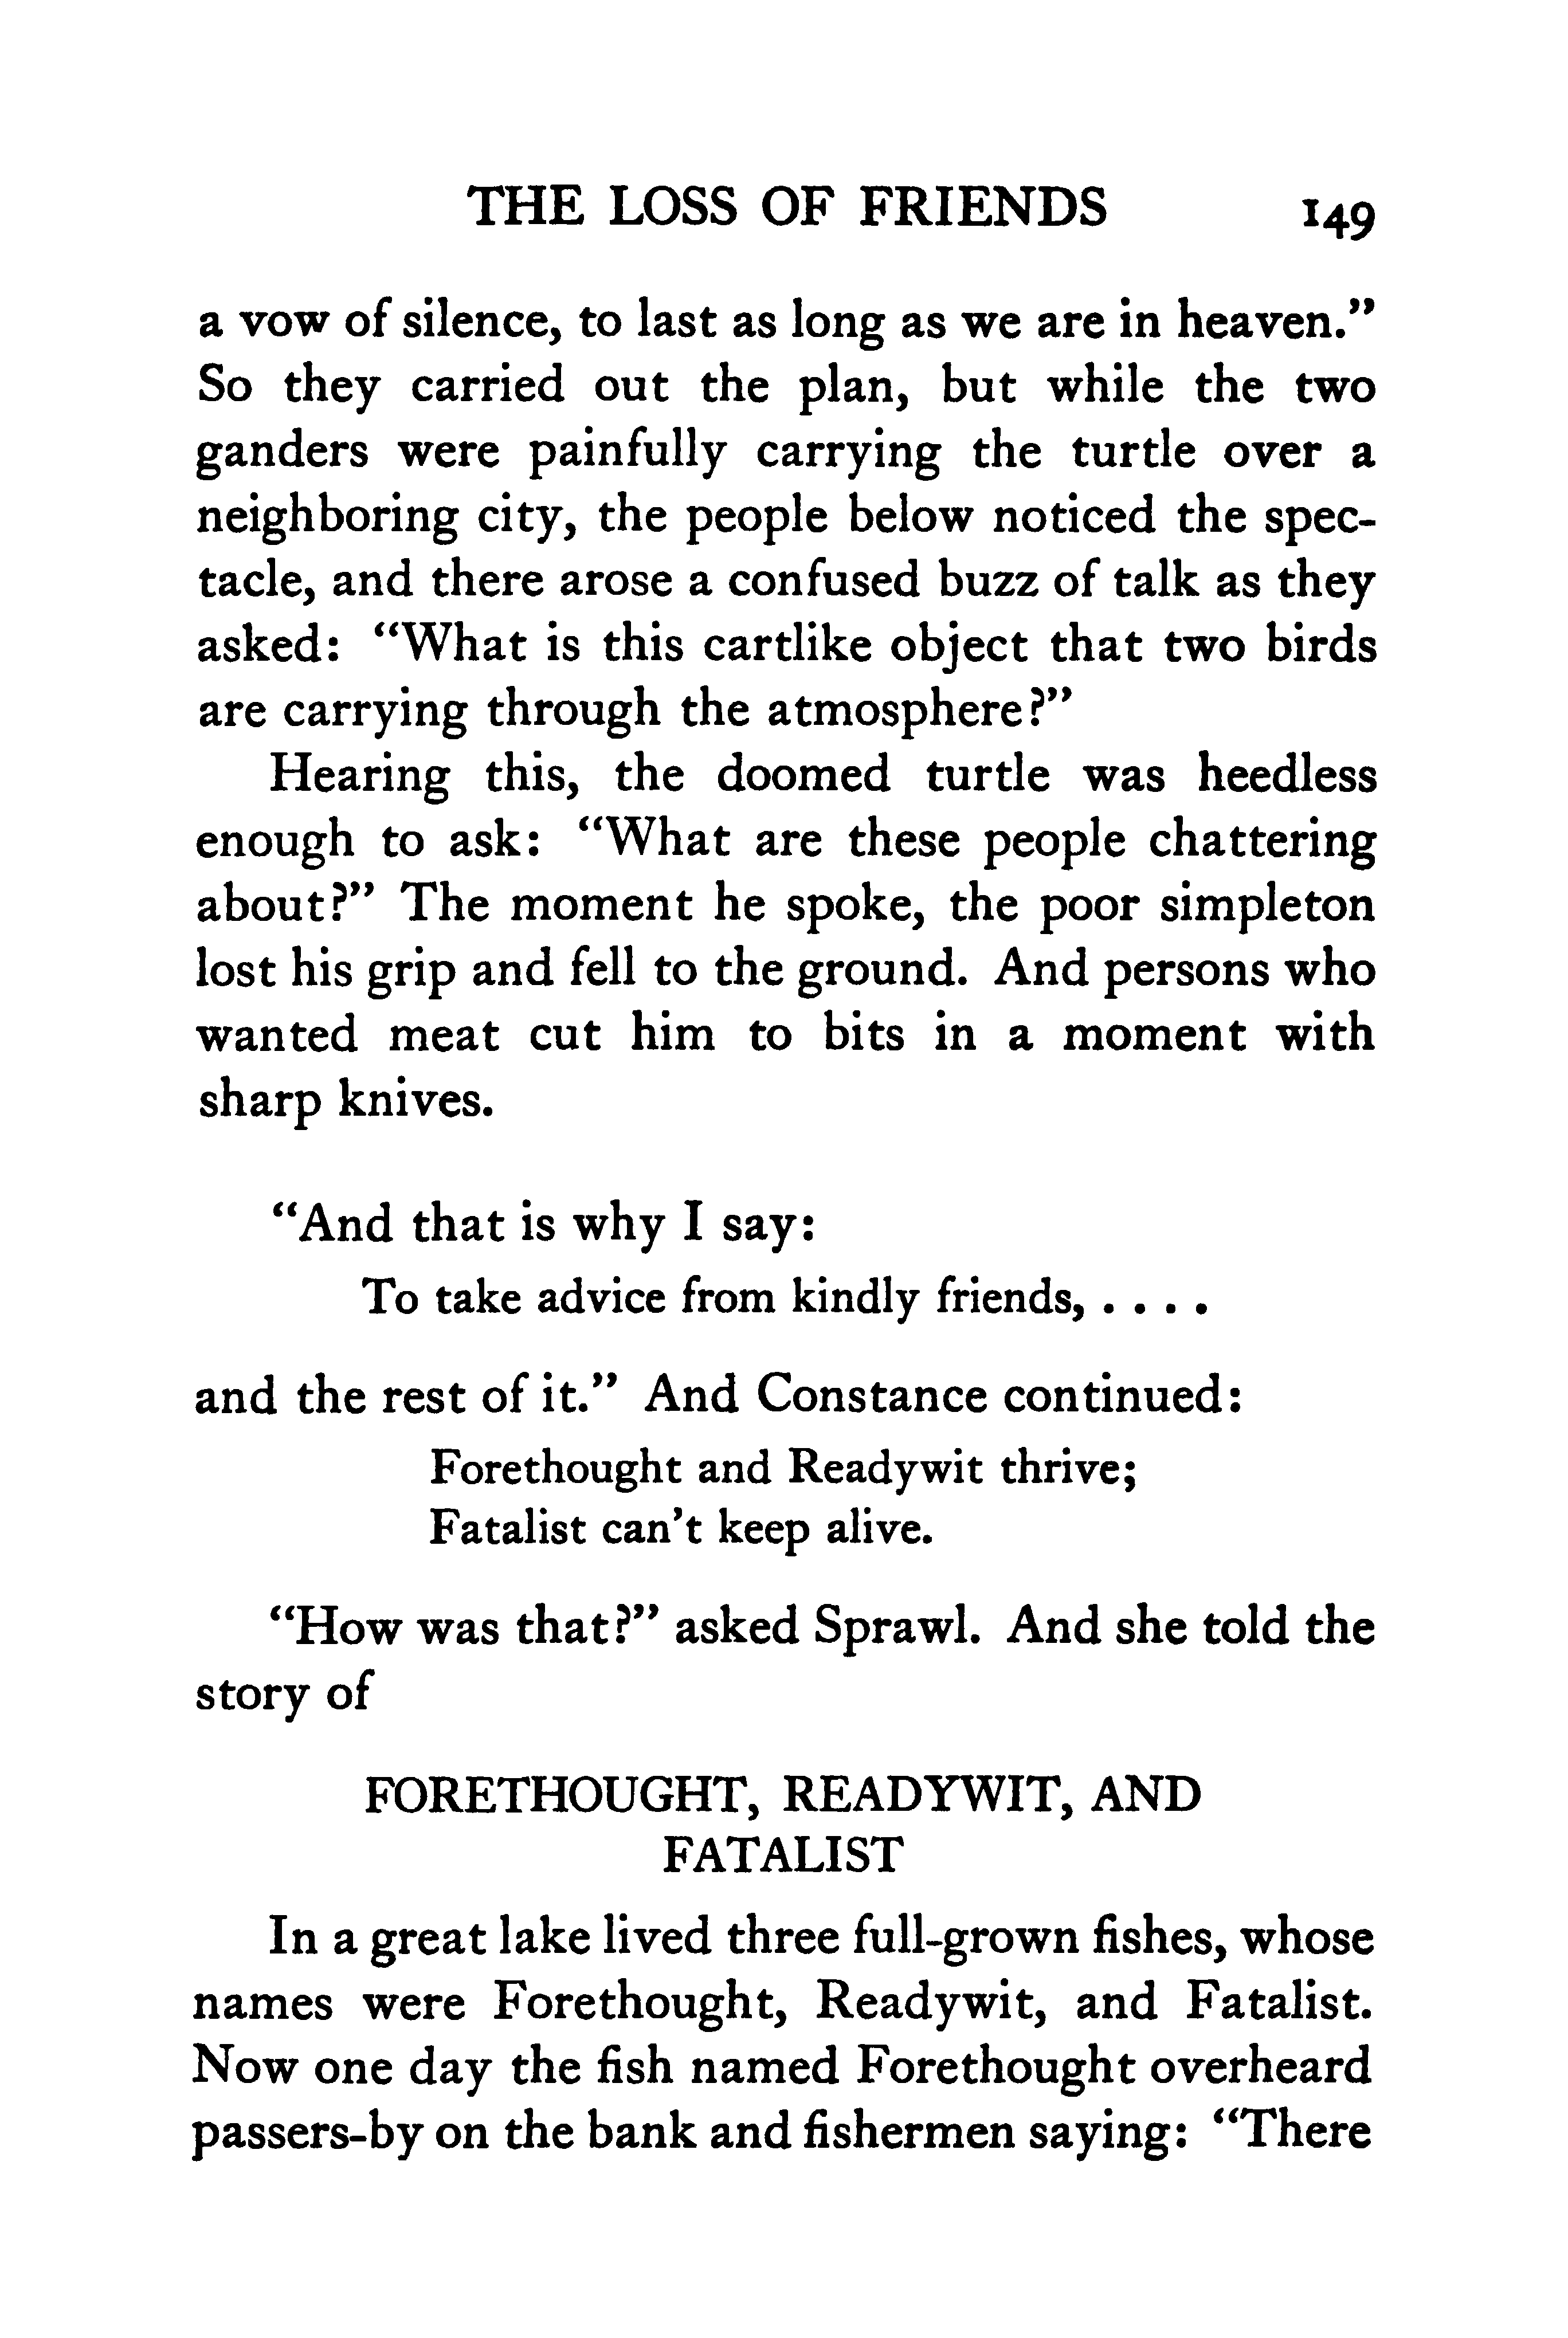 THE LOSS OF FRIENDS 149
a vow of silence, to last as long as we are in heaven.”
So they carried out the plan, but while the two
ganders were painfully carrying the turtle over a
neighboring city, the people below noticed the spec-
tacle, and there arose a confused buzz of talk as they
asked: “What is this cartlike object that two birds
are carrying through the atmosphere?”
Hearing this, the doomed turtle was heedless
enough to ask: “What are these people chattering
about?” The moment he spoke, the poor simpleton
lost his grip and fell to the ground. And persons who
wanted meat cut him to bits in a moment with
sharp knives.
“And that is why I say:
To take advice from kindly friends, . . . .
and the rest of it.” And Constance continued:
Forethought and Readywit thrive;
Fatalist can’t keep alive.
“How was that?” asked Sprawl. And she told the
story of
FORETHOUGHT, READYWIT, AND
FATALIST
In a great lake lived three full-grown fishes, whose
names were Forethought, Readywit, and Fatalist.
Now one day the fish named Forethought overheard
passers-by on the bank and fishermen saying: “There